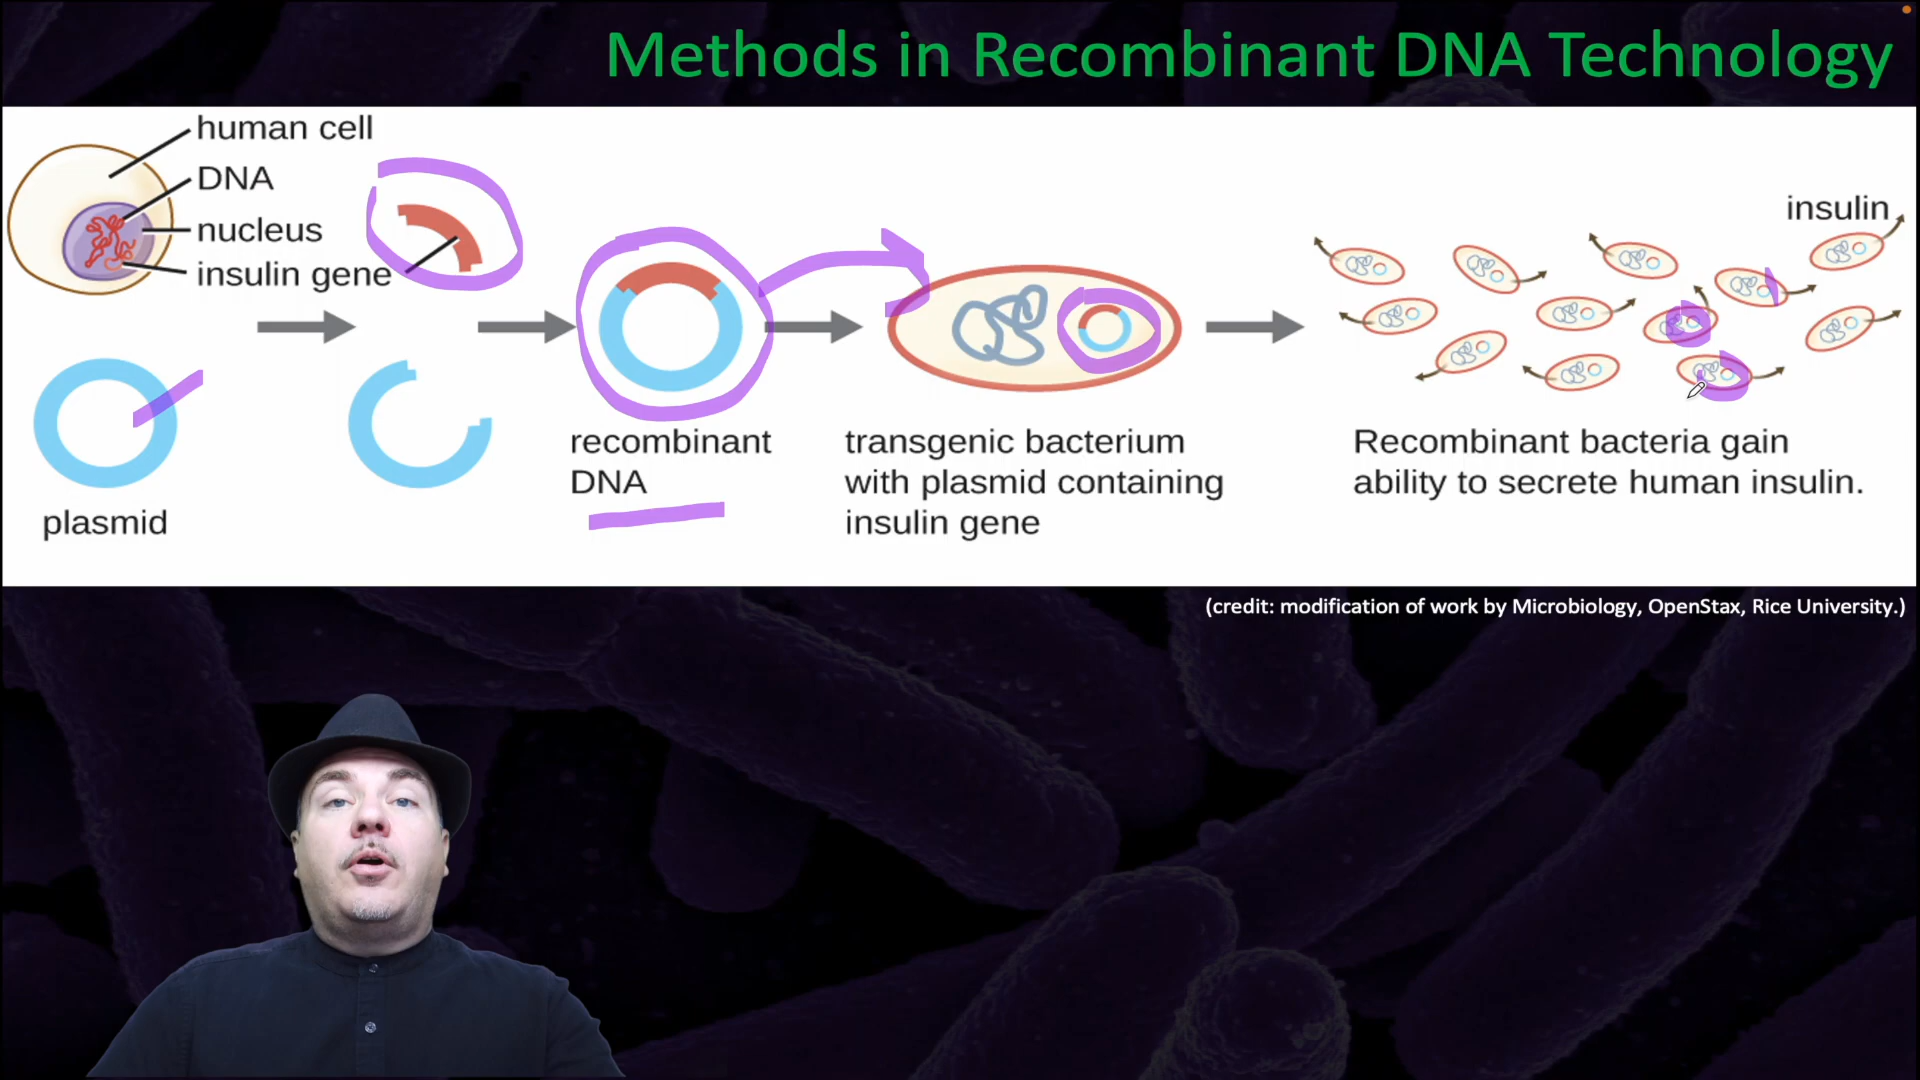 Methods in Recombinant DNA Technology
human cell
DNA
nucleus
insulin gene
plasmid
recombinant
DNA
transgenic bacterium
with plasmid containing
insulin gene
insulin
Recombinant bacteria gain
ability to secrete human insulin.
(credit: modification of work by Microbiology, OpenStax, Rice University.)